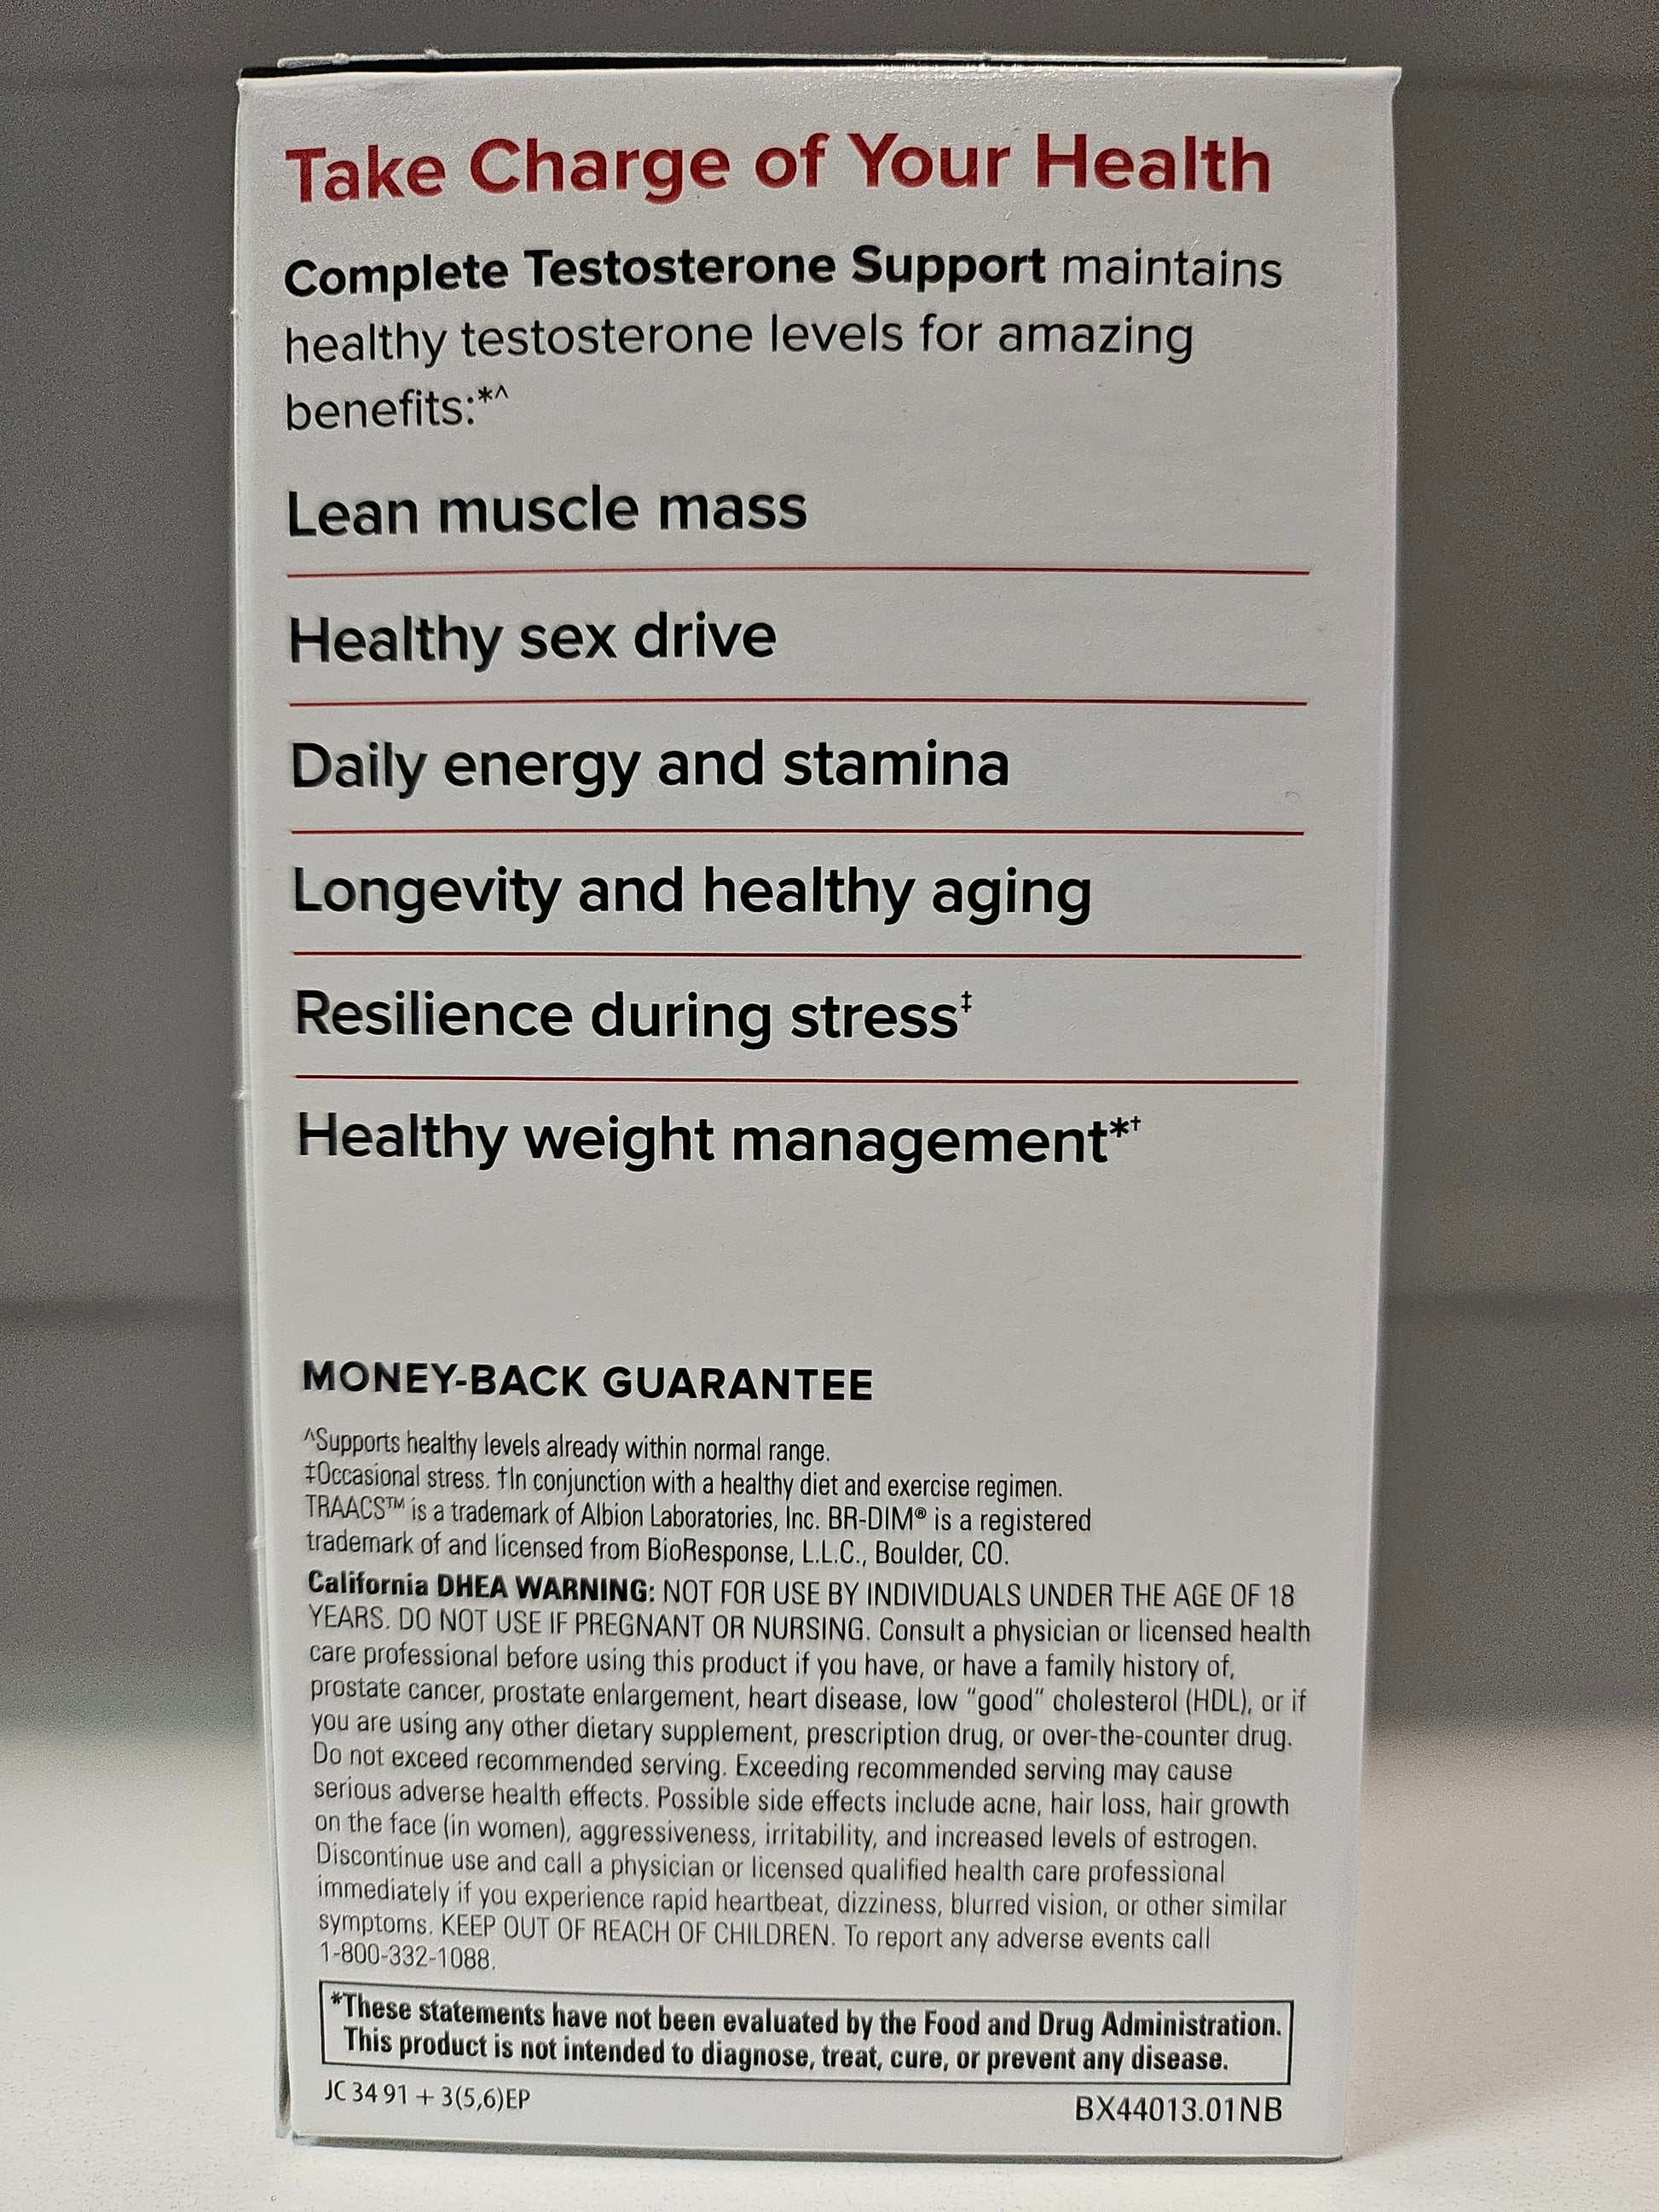 Take Charge of Your Health
Complete Testosterone Support maintains
healthy testosterone levels for amazing
benefits:*^
Lean muscle mass
Healthy sex drive
Daily energy and stamina
Longevity and healthy aging
Resilience during stress‡
Healthy weight management*†
MONEY-BACK GUARANTEE
^Supports healthy levels already within normal range.
‡Occasional stress. †In conjunction with a healthy diet and exercise regimen.
TRAACS™ is a trademark of Albion Laboratories, Inc. BR-DIM® is a registered
trademark of and licensed from BioResponse, L.L.C., Boulder, CO.
California DHEA WARNING: NOT FOR USE BY INDIVIDUALS UNDER THE AGE OF 18
YEARS. DO NOT USE IF PREGNANT OR NURSING. Consult a physician or licensed health
care professional before using this product if you have, or have a family history of,
prostate cancer, prostate enlargement, heart disease, low "good" cholesterol (HDL), or if
you are using any other dietary supplement, prescription drug, or over-the-counter drug.
Do not exceed recommended serving. Exceeding recommended serving may cause
serious adverse health effects. Possible side effects include acne, hair loss, hair growth
on the face (in women), aggressiveness, irritability, and increased levels of estrogen.
Discontinue use and call a physician or licensed qualified health care professional
immediately if you experience rapid heartbeat, dizziness, blurred vision, or other similar
symptoms. KEEP OUT OF REACH OF CHILDREN. To report any adverse events call
1-800-332-1088.
*These statements have not been evaluated by the Food and Drug Administration.
This product is not intended to diagnose, treat, cure, or prevent any disease.
JC 34 91 + 3(5,6)EP
BX44013.01NB